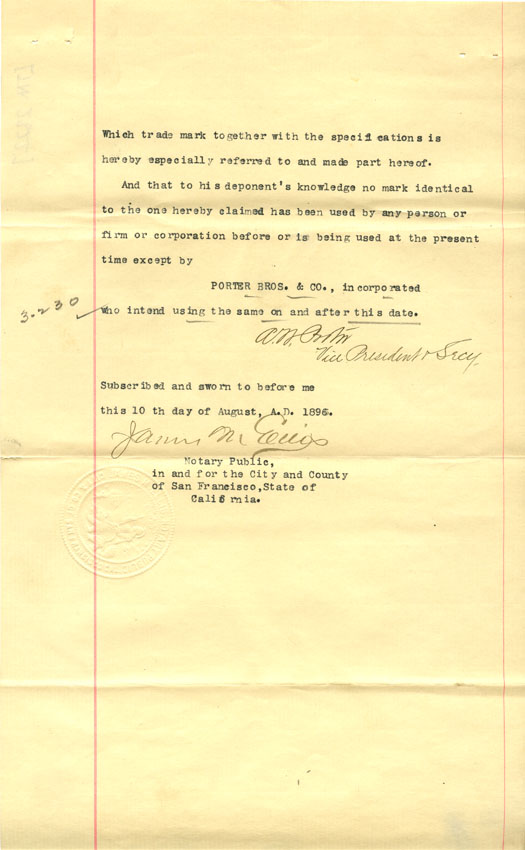 Which trade mark together with the specifications is
hereby especially referred to and made part hereof.
And that to his deponent's knowledge no mark identical
to the one hereby claimed has been used by any person or
firm or corporation before or is being used at the present
time except by
PORTER BROS. & CO., incorporated
3-230
who intend using the same on and after this date.
Vice President & Secy.
Subscribed and sworn to before me
this 10 th day of August, A.D. 1896.
James M. Ellis
Notary Public,
in and for the City and County
of San Francisco,State of
California.